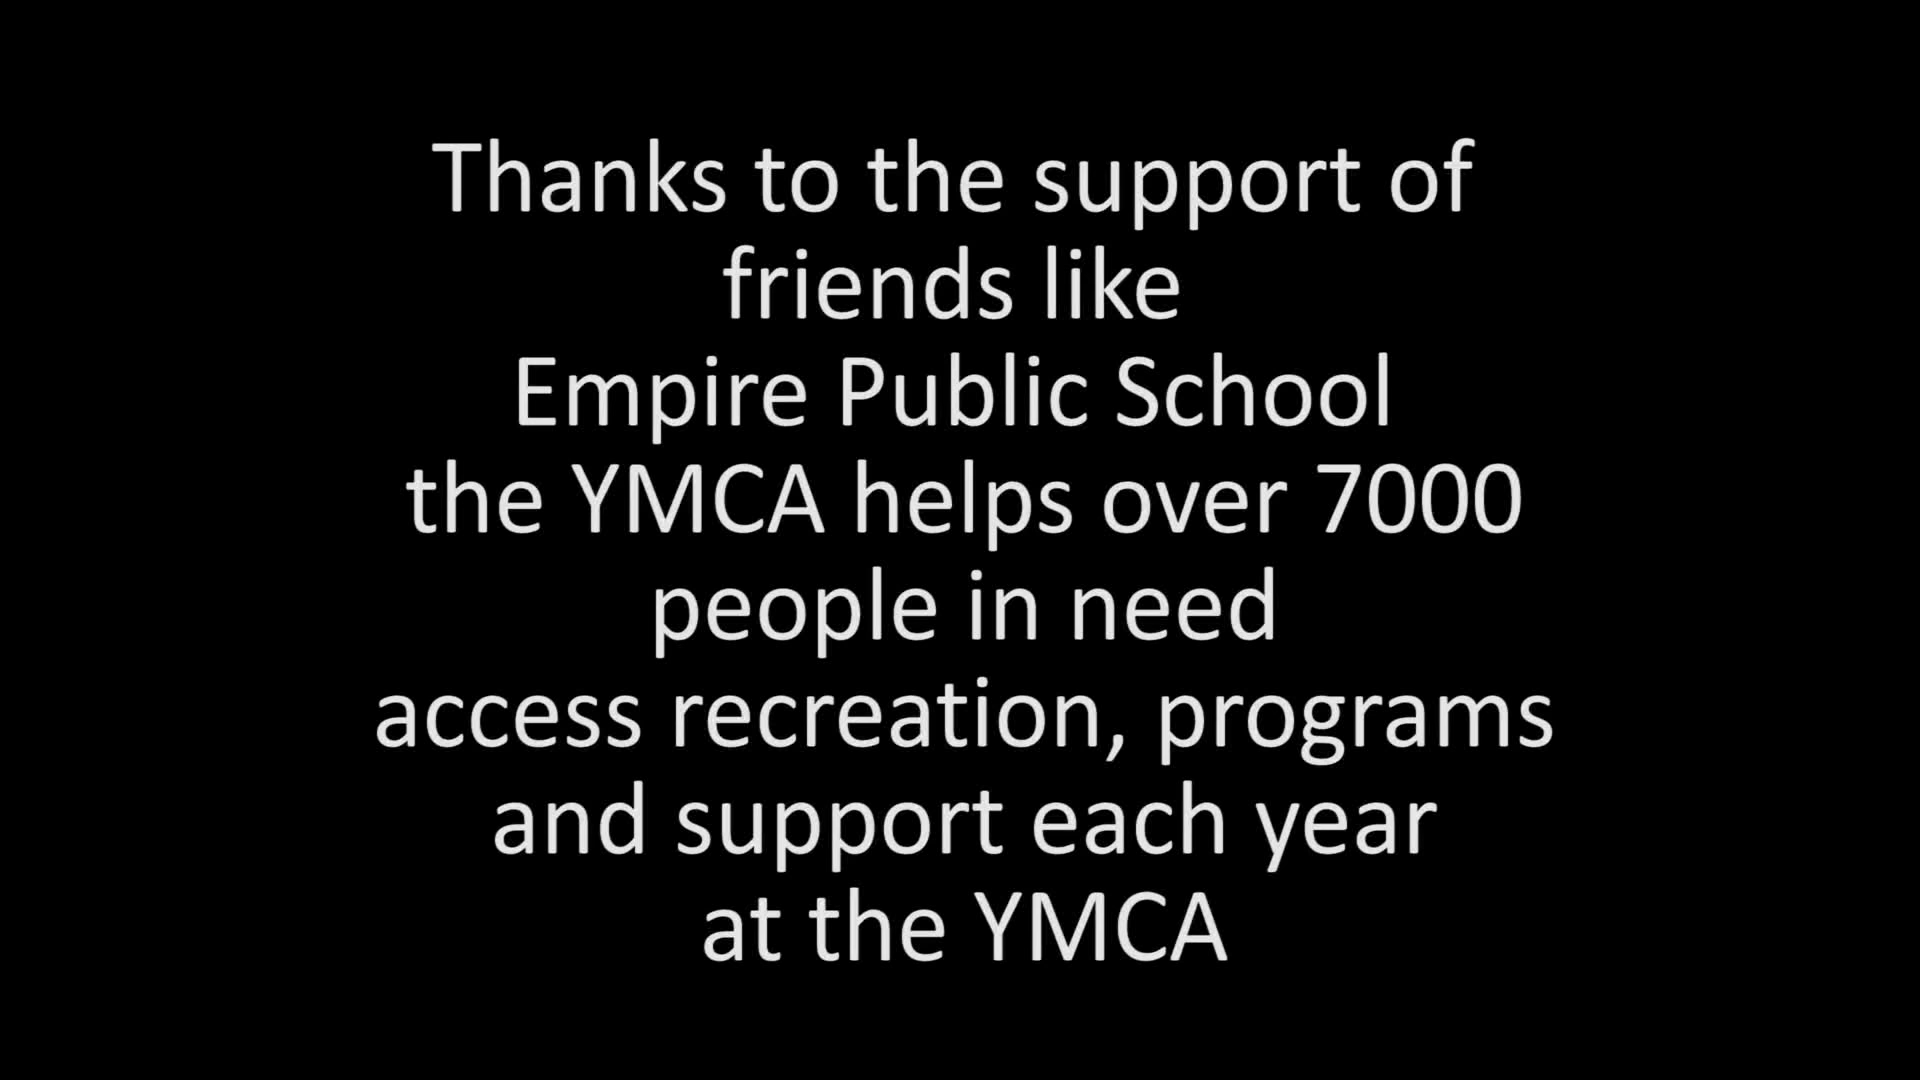 Thanks to the support of
friends like
Empire Public School
the YMCA helps over 7000
people in need
access recreation, programs
and support each year
at the YMCA